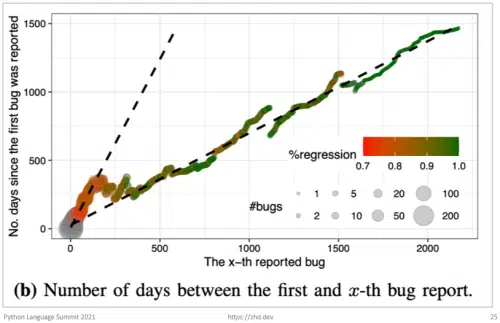 No. days since the first bug was reported
1500
1000
500
0
%regression
0.7 0.8 0.9 1.0
#bugs
1 5 20 100
2 10 50 200
0 500 1000 1500 2000
The x−th reported bug
(b) Number of days between the first and x-th bug report.
Python Language Summit 2021 https://zhd.dev 25